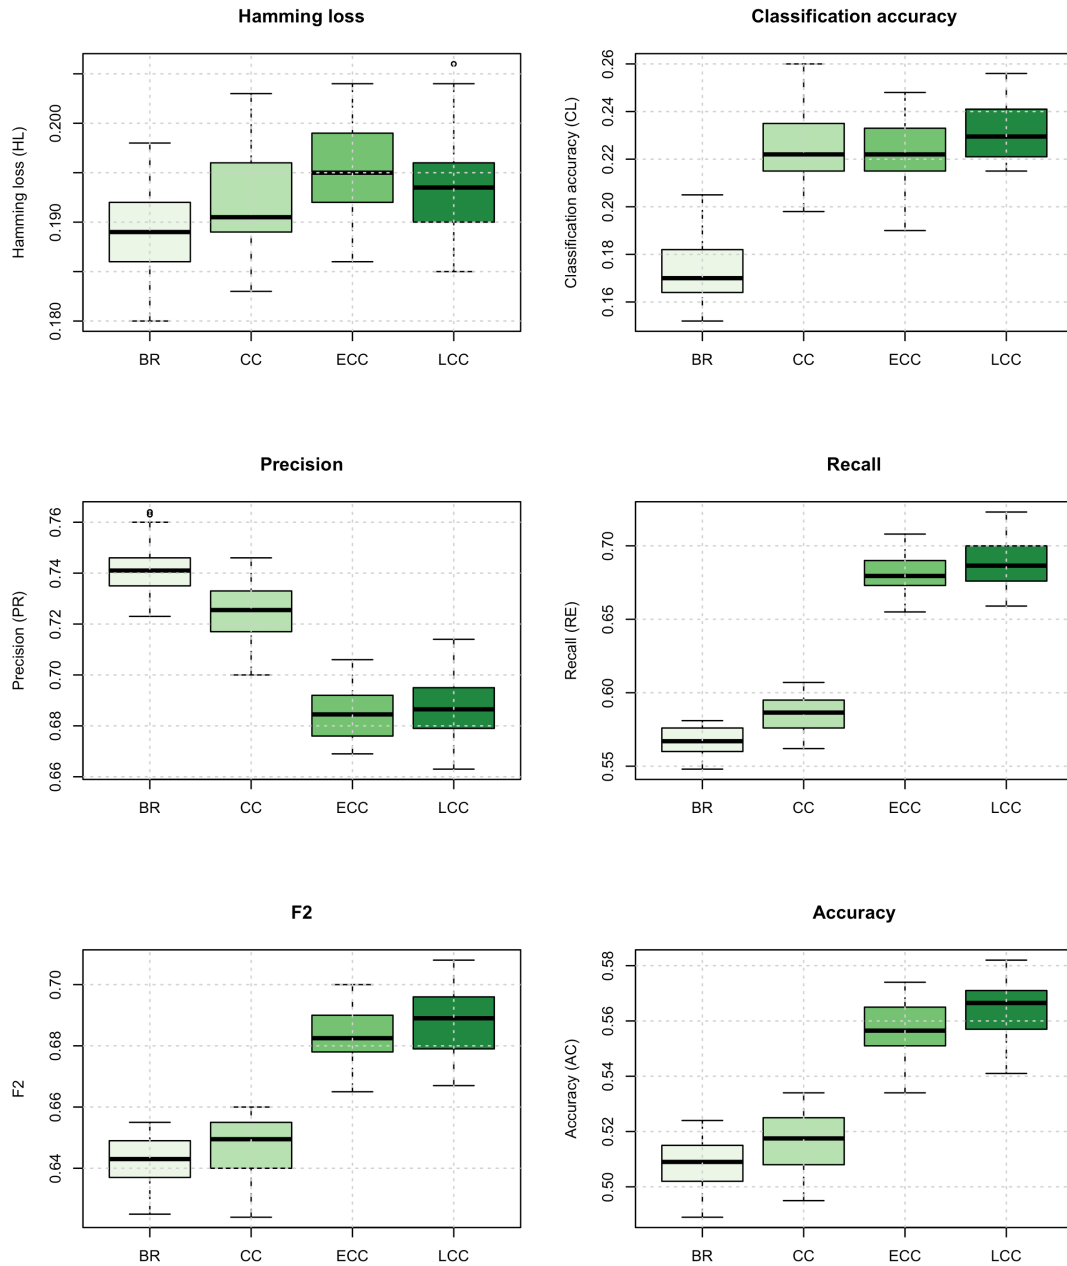 Hamming loss
Hamming loss (HL)
0.200
0.190
0.180
BR CC ECC LCC
Classification accuracy
Classification accuracy (CL)
0.26
0.24
0.22
0.20
0.18
0.16
BR CC ECC LCC
Precision
Precision (PR)
0.76
0.74
0.72
0.70
0.68
0.66
BR CC ECC LCC
Recall
Recall (RE)
0.70
0.65
0.60
0.55
BR CC ECC LCC
F2
F2
0.70
0.68
0.66
0.64
BR CC ECC LCC
Accuracy
Accuracy (AC)
0.58
0.56
0.54
0.52
0.50
BR CC ECC LCC